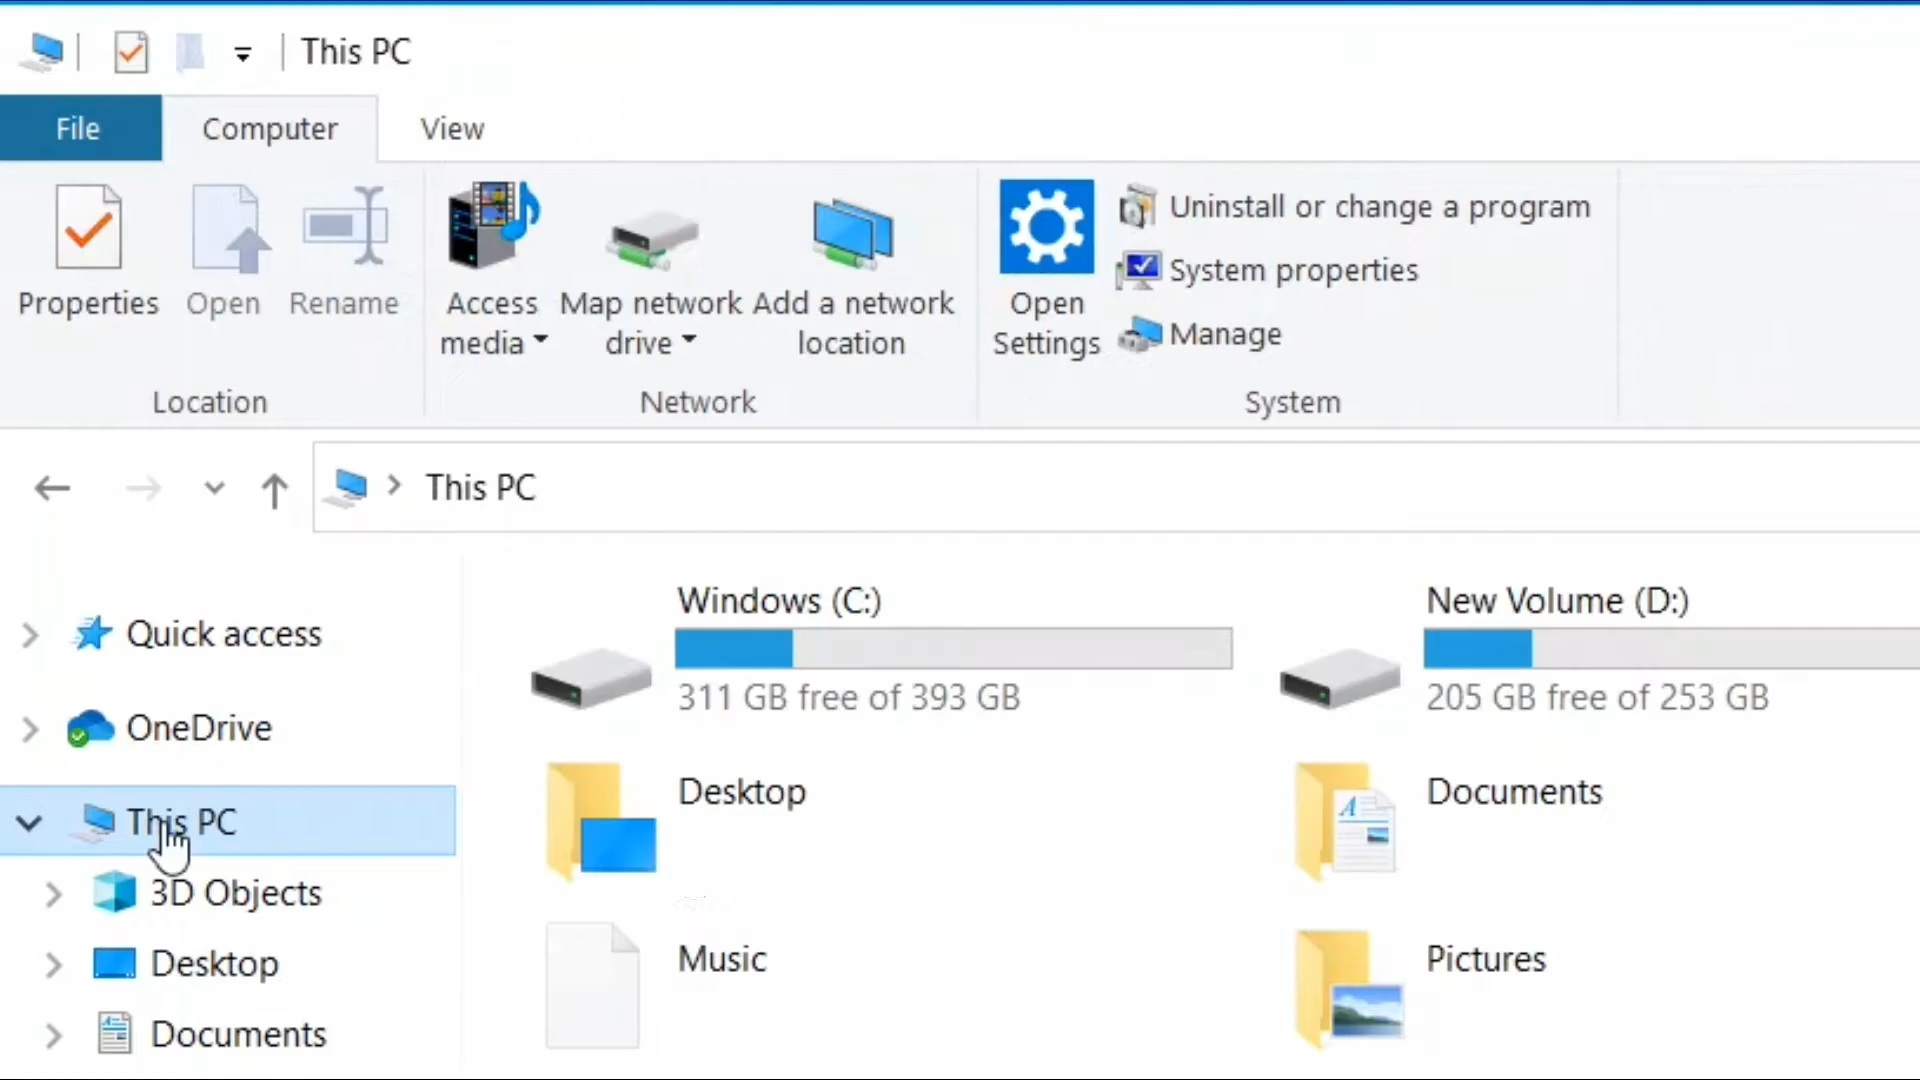 This PC
File
Computer
View
Properties
Open
Rename
Access
media
Map network
drive
Add a network
location
Open
Settings
Uninstall or change a program
System properties
Manage
Location
Network
System
This PC
Quick access
OneDrive
This PC
3D Objects
Desktop
Documents
Windows (C:)
311 GB free of 393 GB
New Volume (D:)
205 GB free of 253 GB
Desktop
Documents
Music
Pictures